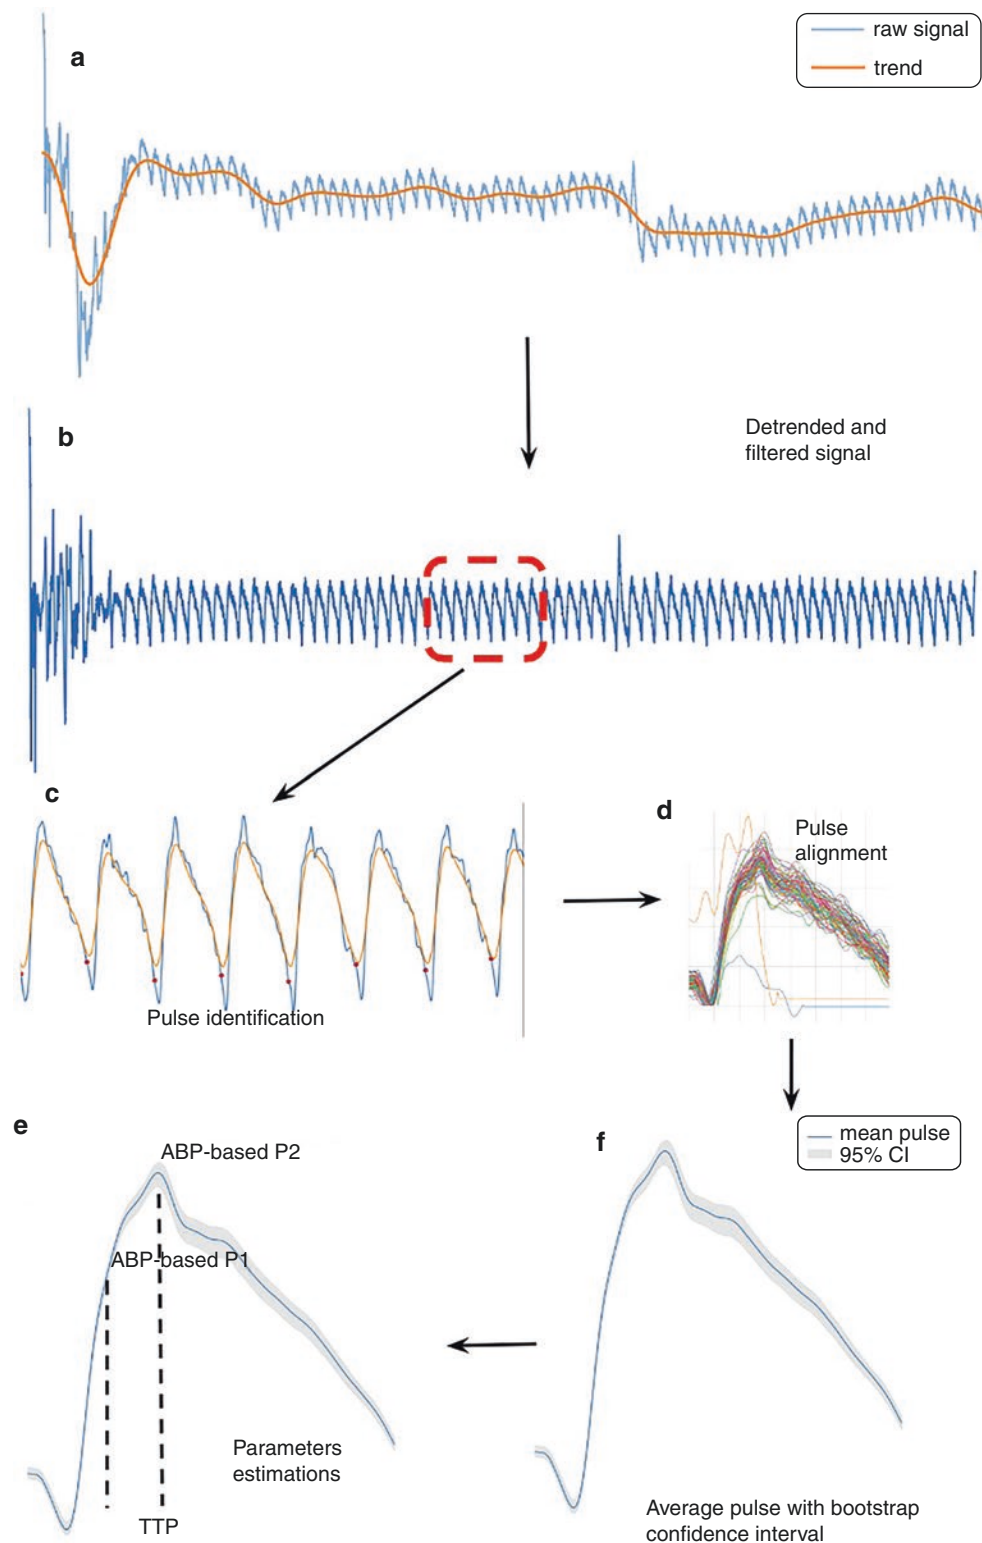 a
raw signal
trend
b
Detrended and
filtered signal
c
Pulse identification
d
Pulse
alignment
e
ABP-based P2
ABP-based P1
Parameters
estimations
TTP
f
mean pulse
95% CI
Average pulse with bootstrap
confidence interval